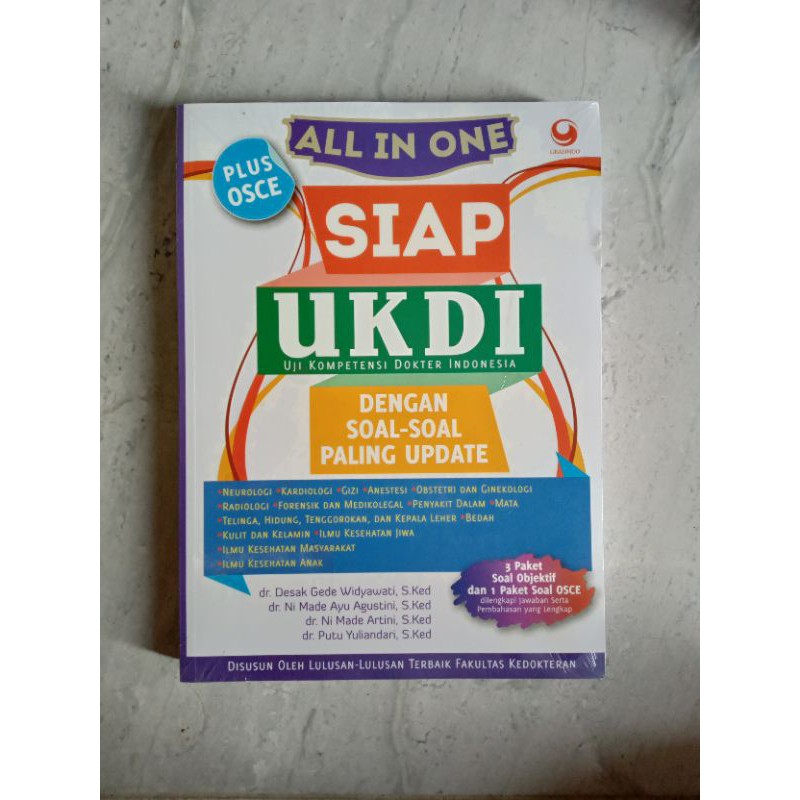 ALL IN ONE
GRASINDO
PLUS
OSCE
SIAP
UKDI
UJI KOMPETENSI DOKTER INDONESIA
DENGAN
SOAL-SOAL
PALING UPDATE
•NEUROLOGI •KARDIOLOGI •GIZI •ANESTESI •OBSTETRI DAN GINEKOLOGI
•RADIOLOGI •FORENSIK DAN MEDIKOLEGAL •PENYAKIT DALAM •MATA
•TELINGA, HIDUNG, TENGGOROKAN, DAN KEPALA LEHER •BEDAH
•KULIT DAN KELAMIN •ILMU KESEHATAN JIWA
•ILMU KESEHATAN MASYARAKAT
•ILMU KESEHATAN ANAK
3 Paket
Soal Objektif
dan 1 Paket Soal OSCE
dilengkapi Jawaban Serta
Pembahasan yang Lengkap
dr. Desak Gede Widyawati, S.Ked
dr. Ni Made Ayu Agustini, S.Ked
dr. Ni Made Artini, S.Ked
dr. Putu Yuliandari, S.Ked
DISUSUN OLEH LULUSAN-LULUSAN TERBAIK FAKULTAS KEDOKTERAN